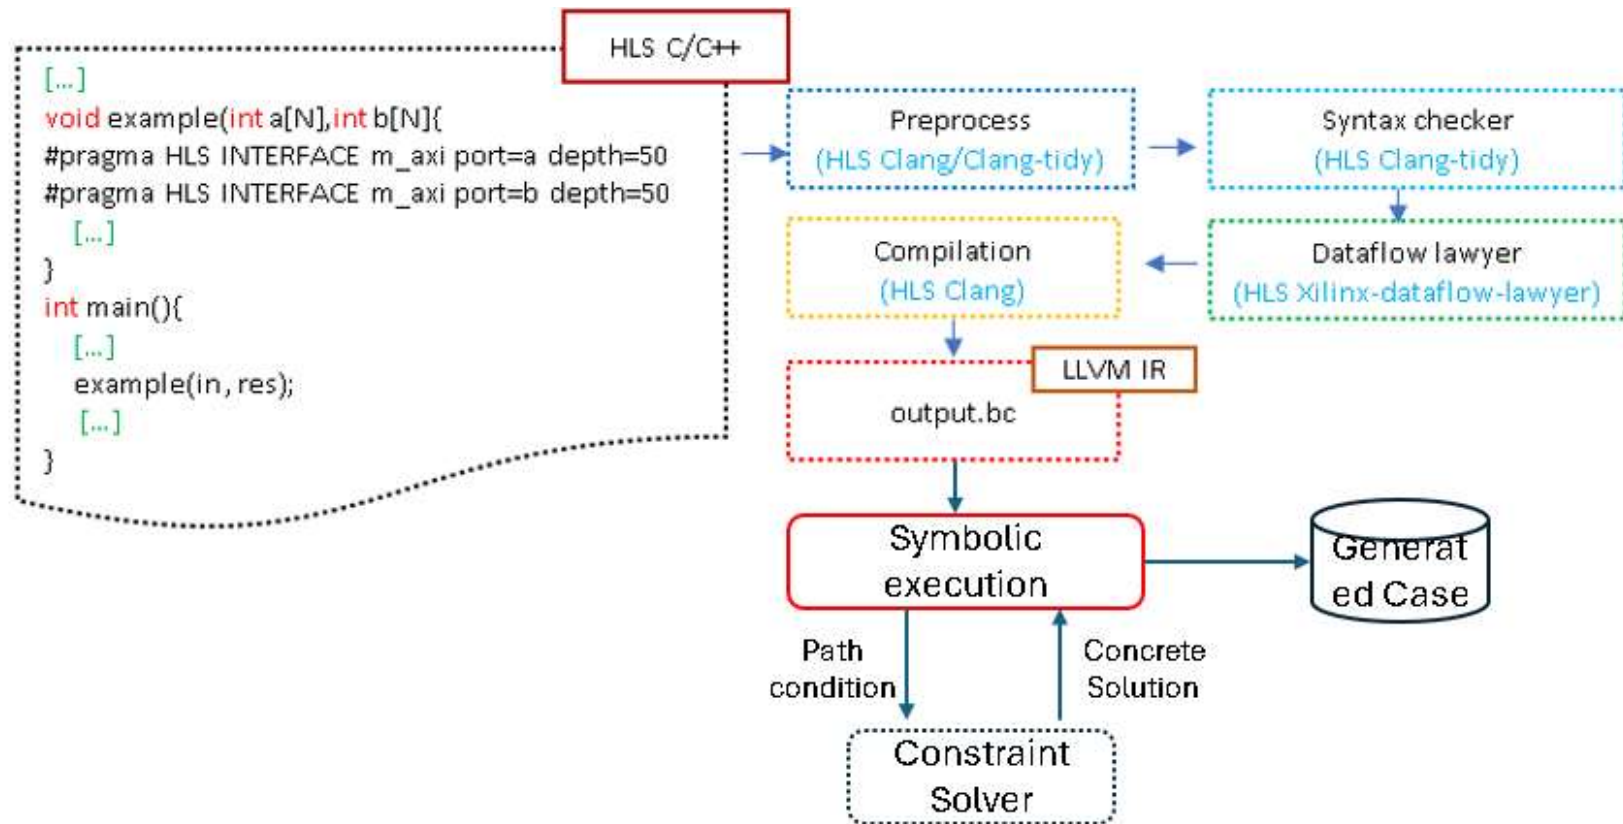 HLS C/C++
[...]
void example(int a[N],int b[N]{
#pragma HLS INTERFACE m_axi port=a depth=50
#pragma HLS INTERFACE m_axi port=b depth=50
[...]
}
int main(){
[...]
example(in, res);
[...]
}
Preprocess
(HLS Clang/Clang-tidy)
Syntax checker
(HLS Clang-tidy)
Dataflow lawyer
(HLS Xilinx-dataflow-lawyer)
Compilation
(HLS Clang)
LLVM IR
output.bc
Symbolic
execution
Generat
ed Case
Path
condition
Concrete
Solution
Constraint
Solver